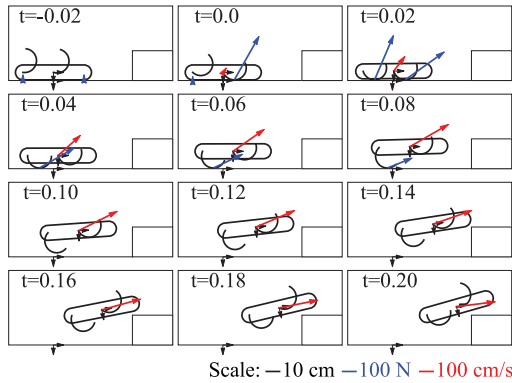 t=-0.02 t=0.0 t=0.02
t=0.04 t=0.06 t=0.08
t=0.10 t=0.12 t=0.14
t=0.16 t=0.18 t=0.20
Scale: 10 cm 100 N 100 cm/s